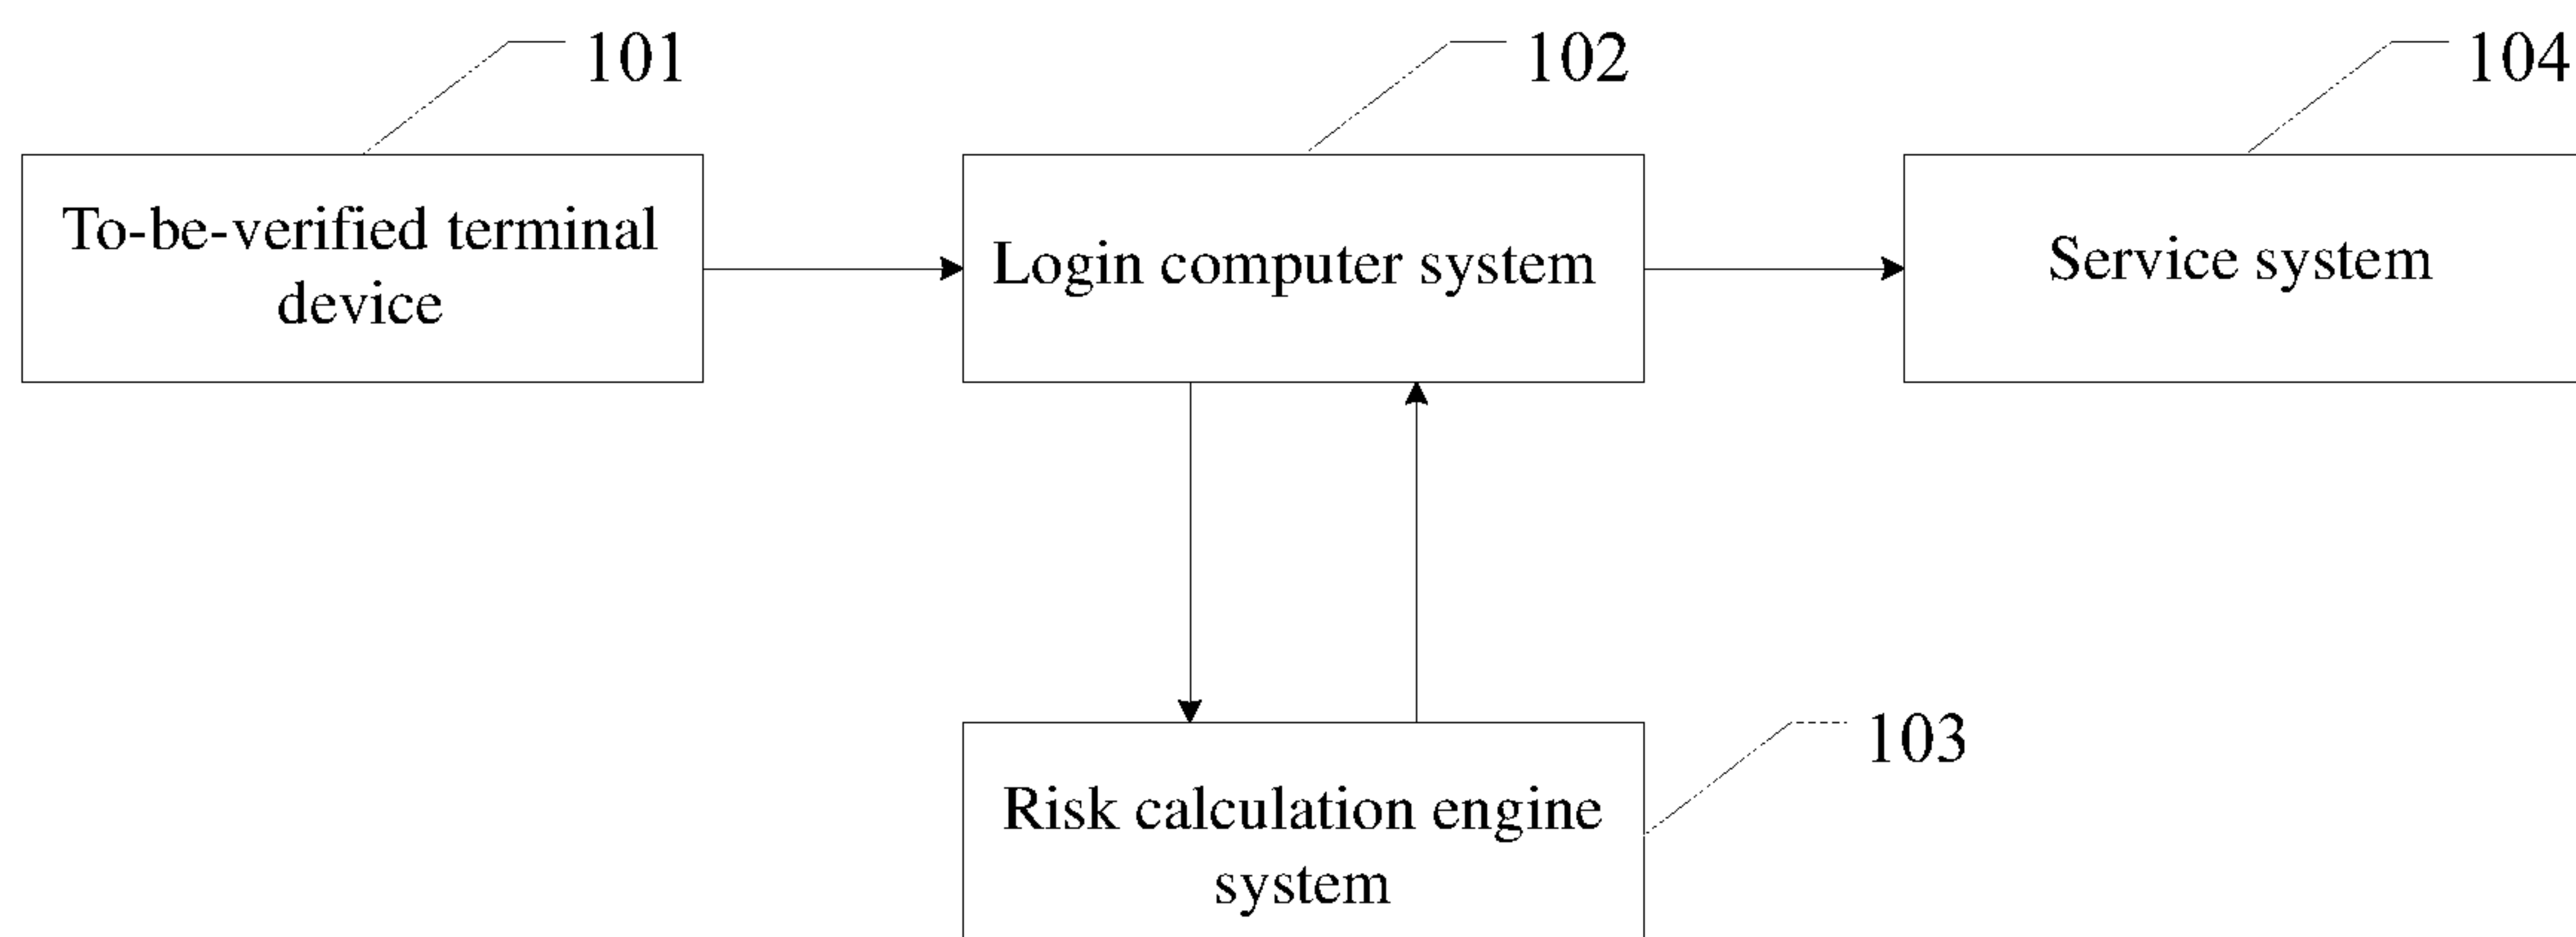 101
102
104
To-be-verified terminal
device
Login computer system
Service system
103
Risk calculation engine
system